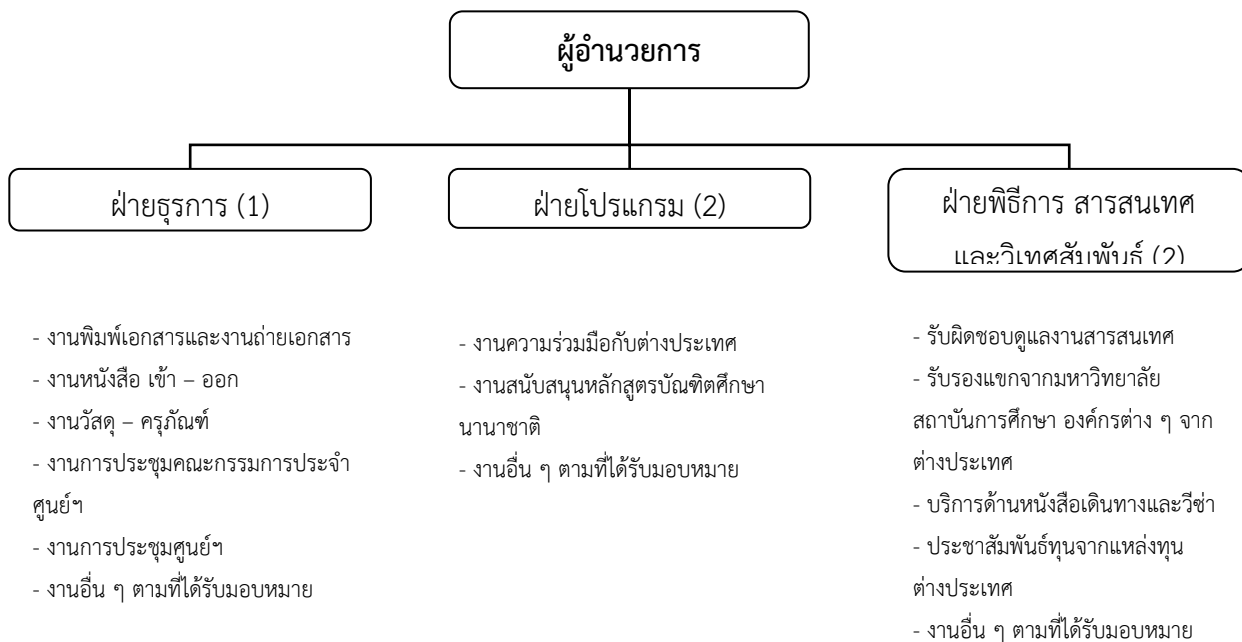 ผู้อำนวยการ
ฝ่ายธุรการ (1)
ฝ่ายโปรแกรม (2)
ฝ่ายพิธีการ สารสนเทศ
และวิเทศสัมพันธ์ (2)
- งานพิมพ์เอกสารและงานถ่ายเอกสาร
- งานหนังสือ เข้า – ออก
- งานวัสดุ – ครุภัณฑ์
- งานการประชุมคณะกรรมการประจำ
ศูนย์ฯ
- งานการประชุมศูนย์ฯ
- งานอื่น ๆ ตามที่ได้รับมอบหมาย
- งานความร่วมมือกับต่างประเทศ
- งานสนับสนุนหลักสูตรบัณฑิตศึกษา
นานาชาติ
- งานอื่น ๆ ตามที่ได้รับมอบหมาย
- รับผิดชอบดูแลงานสารสนเทศ
- รับรองแขกจากมหาวิทยาลัย
สถาบันการศึกษา องค์กรต่าง ๆ จาก
ต่างประเทศ
- บริการด้านหนังสือเดินทางและวีซ่า
- ประชาสัมพันธ์ทุนจากแหล่งทุน
ต่างประเทศ
- งานอื่น ๆ ตามที่ได้รับมอบหมาย